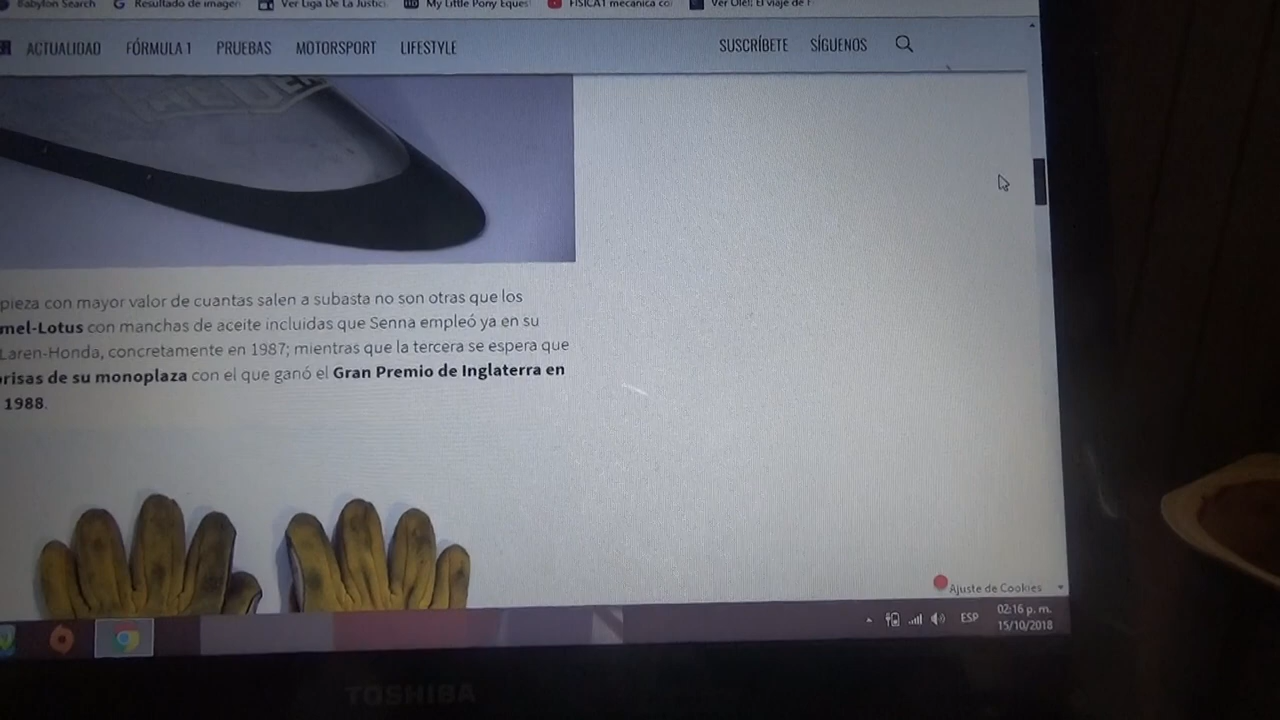 Babylon Search Resultado de imagen Ver Liga De La Justic My Little Pony Eques FISICA1 mecanica co Ver Olé!: El viaje de F
ACTUALIDAD FÓRMULA 1 PRUEBAS MOTORSPORT LIFESTYLE SUSCRÍBETE SÍGUENOS
pieza con mayor valor de cuantas salen a subasta no son otras que los
mel-Lotus con manchas de aceite incluidas que Senna empleó ya en su
Laren-Honda, concretamente en 1987; mientras que la tercera se espera que
brisas de su monoplaza con el que ganó el Gran Premio de Inglaterra en
1988.
Ajuste de Cookies
ESP
02:16 p. m.
15/10/2018
TOSHIBA